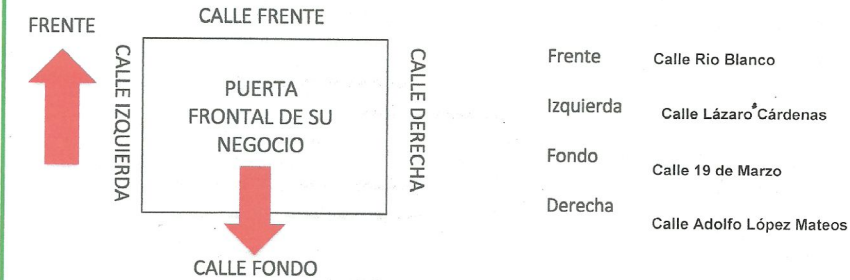 CALLE FRENTE
FRENTE
CALLE IZQUIERDA
PUERTA
FRONTAL DE SU
NEGOCIO
CALLE DERECHA
CALLE FONDO
Frente Calle Rio Blanco
Izquierda Calle Lázaro Cárdenas
Fondo Calle 19 de Marzo
Derecha Calle Adolfo López Mateos